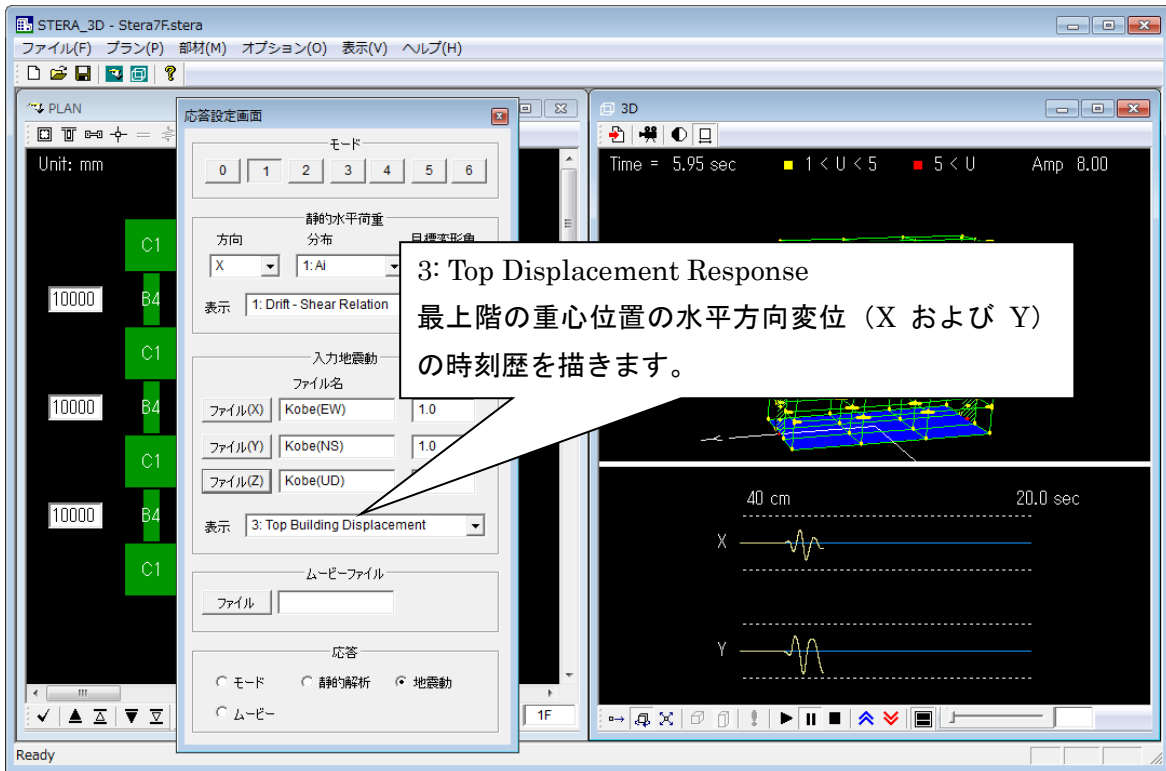 STERA_3D - Stera7F.stera
ファイル(F) プラン(P) 部材(M) オプション(O) 表示(V) ヘルプ(H)
PLAN
Unit: mm
C1
10000 B4
C1
10000 B4
C1
10000 B4
C1
1F
応答設定画面
モード
0 1 2 3 4 5 6
静的水平荷重
方向 分布 目標変形角
X 1: Ai
表示 1: Drift - Shear Relation
入力地震動
ファイル名
ファイル(X) Kobe(EW) 1.0
ファイル(Y) Kobe(NS) 1.0
ファイル(Z) Kobe(UD)
表示 3: Top Building Displacement
ムービーファイル
ファイル
応答
モード 静的解析 地震動
ムービー
3: Top Displacement Response
最上階の重心位置の水平方向変位（X および Y）
の時刻歴を描きます。
3D
Time = 5.95 sec 1 < U < 5 5 < U Amp 8.00
40 cm 20.0 sec
X
Y
Ready